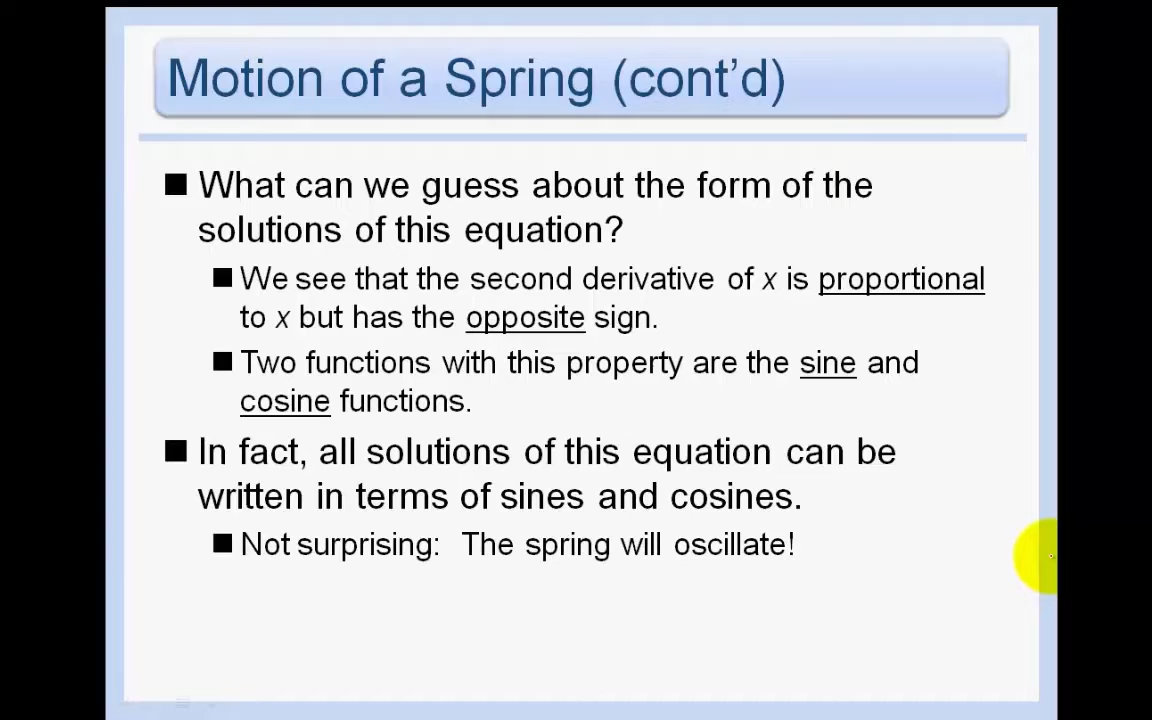 Motion of a Spring (cont’d)
What can we guess about the form of the
solutions of this equation?
We see that the second derivative of x is proportional
to x but has the opposite sign.
Two functions with this property are the sine and
cosine functions.
In fact, all solutions of this equation can be
written in terms of sines and cosines.
Not surprising: The spring will oscillate!